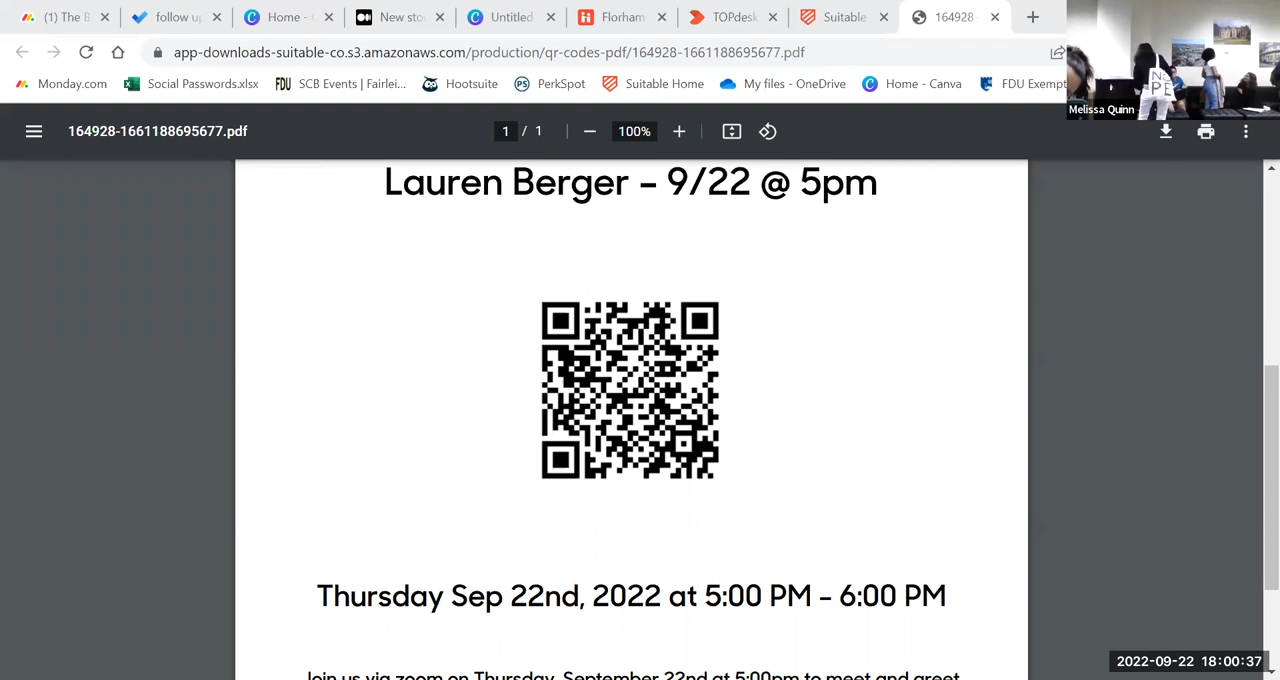 (1) The B
follow up
Home -
New sto
Untitled
Florham
TOPdesk
Suitable
164928-
app-downloads-suitable-co.s3.amazonaws.com/production/qr-codes-pdf/164928-1661188695677.pdf
Monday.com
Social Passwords.xlsx
FDU
SCB Events | Fairlei...
Hootsuite
PS
PerkSpot
Suitable Home
My files - OneDrive
Home - Canva
FDU Exempt
Melissa Quinn
164928-1661188695677.pdf
1 / 1
100%
Lauren Berger – 9/22 @ 5pm
Thursday Sep 22nd, 2022 at 5:00 PM – 6:00 PM
Join us via zoom on Thursday, September 22nd at 5:00pm to meet and greet
2022-09-22 18:00:37